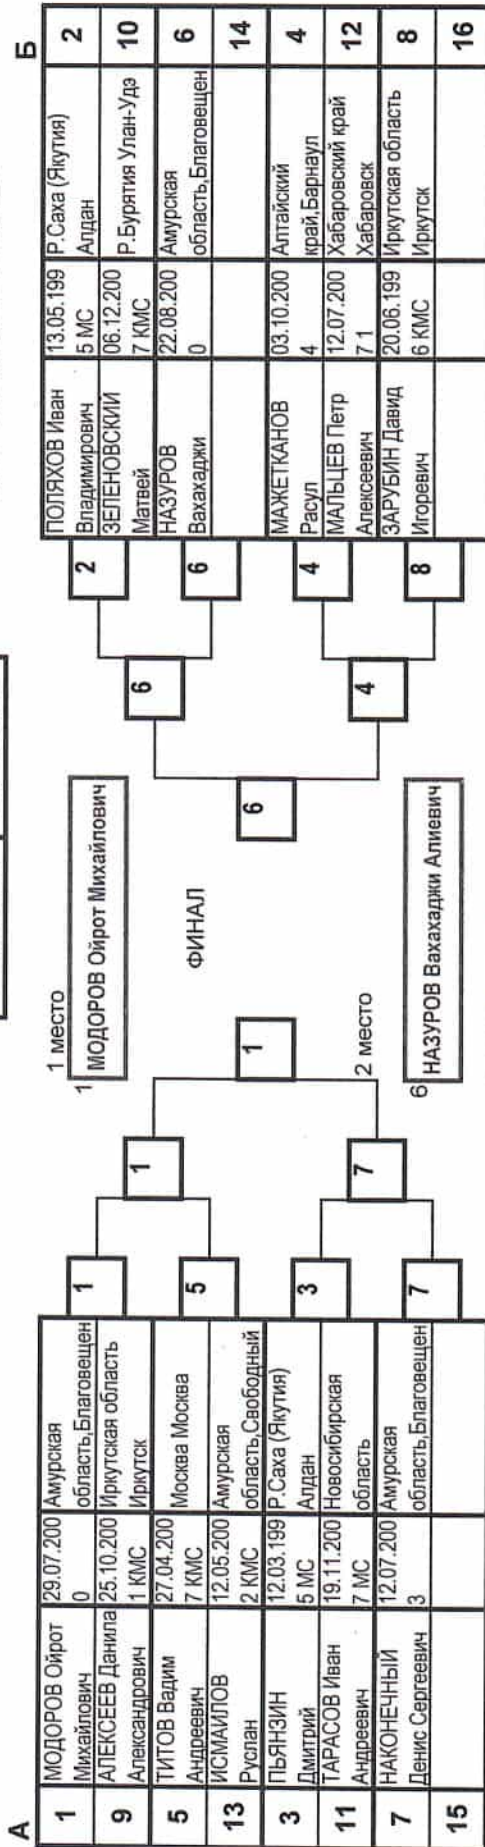 А
1
МОДОРОВ Ойрот
Михайлович
29.07.200
0
Амурская
область,Благовещен
9
АЛЕКСЕЕВ Данила
Александрович
25.10.200
1 КМС
Иркутская область
Иркутск
5
ТИТОВ Вадим
Андреевич
27.04.200
7 КМС
Москва Москва
13
ИСМАИЛОВ
Руслан
12.05.200
2 КМС
Амурская
область,Свободный
3
ПЬЯНЗИН
Дмитрий
12.03.199
5 МС
Р.Саха (Якутия)
Алдан
11
ТАРАСОВ Иван
Андреевич
19.11.200
7 МС
Новосибирская
область
7
НАКОНЕЧНЫЙ
Денис Сергеевич
12.07.200
3
Амурская
область,Благовещен
15
1
5
3
7
1
7
1
1 место
1
МОДОРОВ Ойрот Михайлович
ФИНАЛ
2 место
6
НАЗУРОВ Вахахаджи Алиевич
6
6
4
2
6
4
8
Б
ПОЛЯХОВ Иван
Владимирович
13.05.199
5 МС
Р.Саха (Якутия)
Алдан
2
ЗЕЛЕНОВСКИЙ
Матвей
06.12.200
7 КМС
Р.Бурятия Улан-Удэ
10
НАЗУРОВ
Вахахаджи
22.08.200
0
Амурская
область,Благовещен
6
14
МАЖЕТКАНОВ
Расул
03.10.200
4
Алтайский
край,Барнаул
4
МАЛЬЦЕВ Петр
Алексеевич
12.07.200
7 1
Хабаровский край
Хабаровск
12
ЗАРУБИН Давид
Игоревич
20.06.199
6 КМС
Иркутская область
Иркутск
8
16